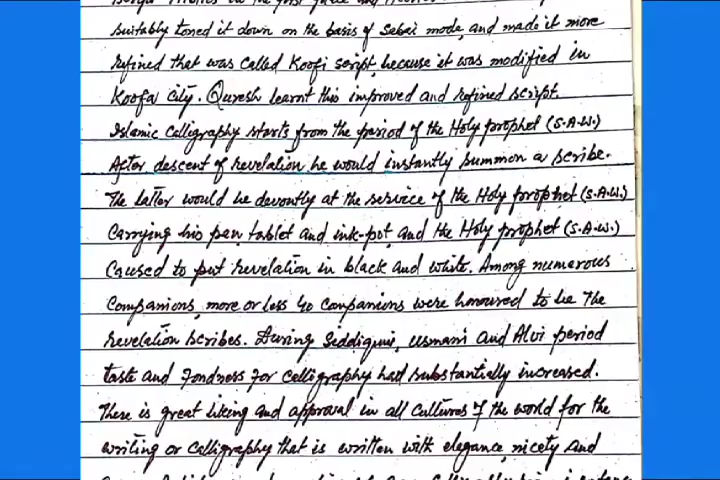 suitably toned it down on the basis of Sabai mode, and made it more
refined that was called Koofi script, because it was modified in
Koofa City. Quresh learnt this improved and refined script.
Islamic Calligraphy starts from the period of the Holy prophet (S.A.W.)
After descent of revelation he would instantly summon a scribe.
The latter would be devoutly at the service of the Holy prophet (S.A.W.)
Carrying his pen, tablet and ink-pot, and the Holy prophet (S.A.W.)
Caused to put revelation in black and white. Among numerous
Companions, more or less 40 Companions were honoured to be the
revelation scribes. During Siddiqui, usmani and Alvi period
taste and fondness for calligraphy had substantially increased.
There is great liking and approval in all cultures of the world for the
writing or calligraphy that is written with elegance, nicety and